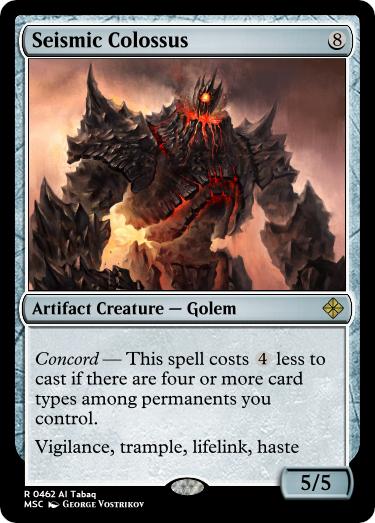 Seismic Colossus 8
Artifact Creature — Golem
Concord — This spell costs 4 less to
cast if there are four or more card
types among permanents you
control.
Vigilance, trample, lifelink, haste
5/5
R 0462 Al Tabaq
MSC George Vostrikov